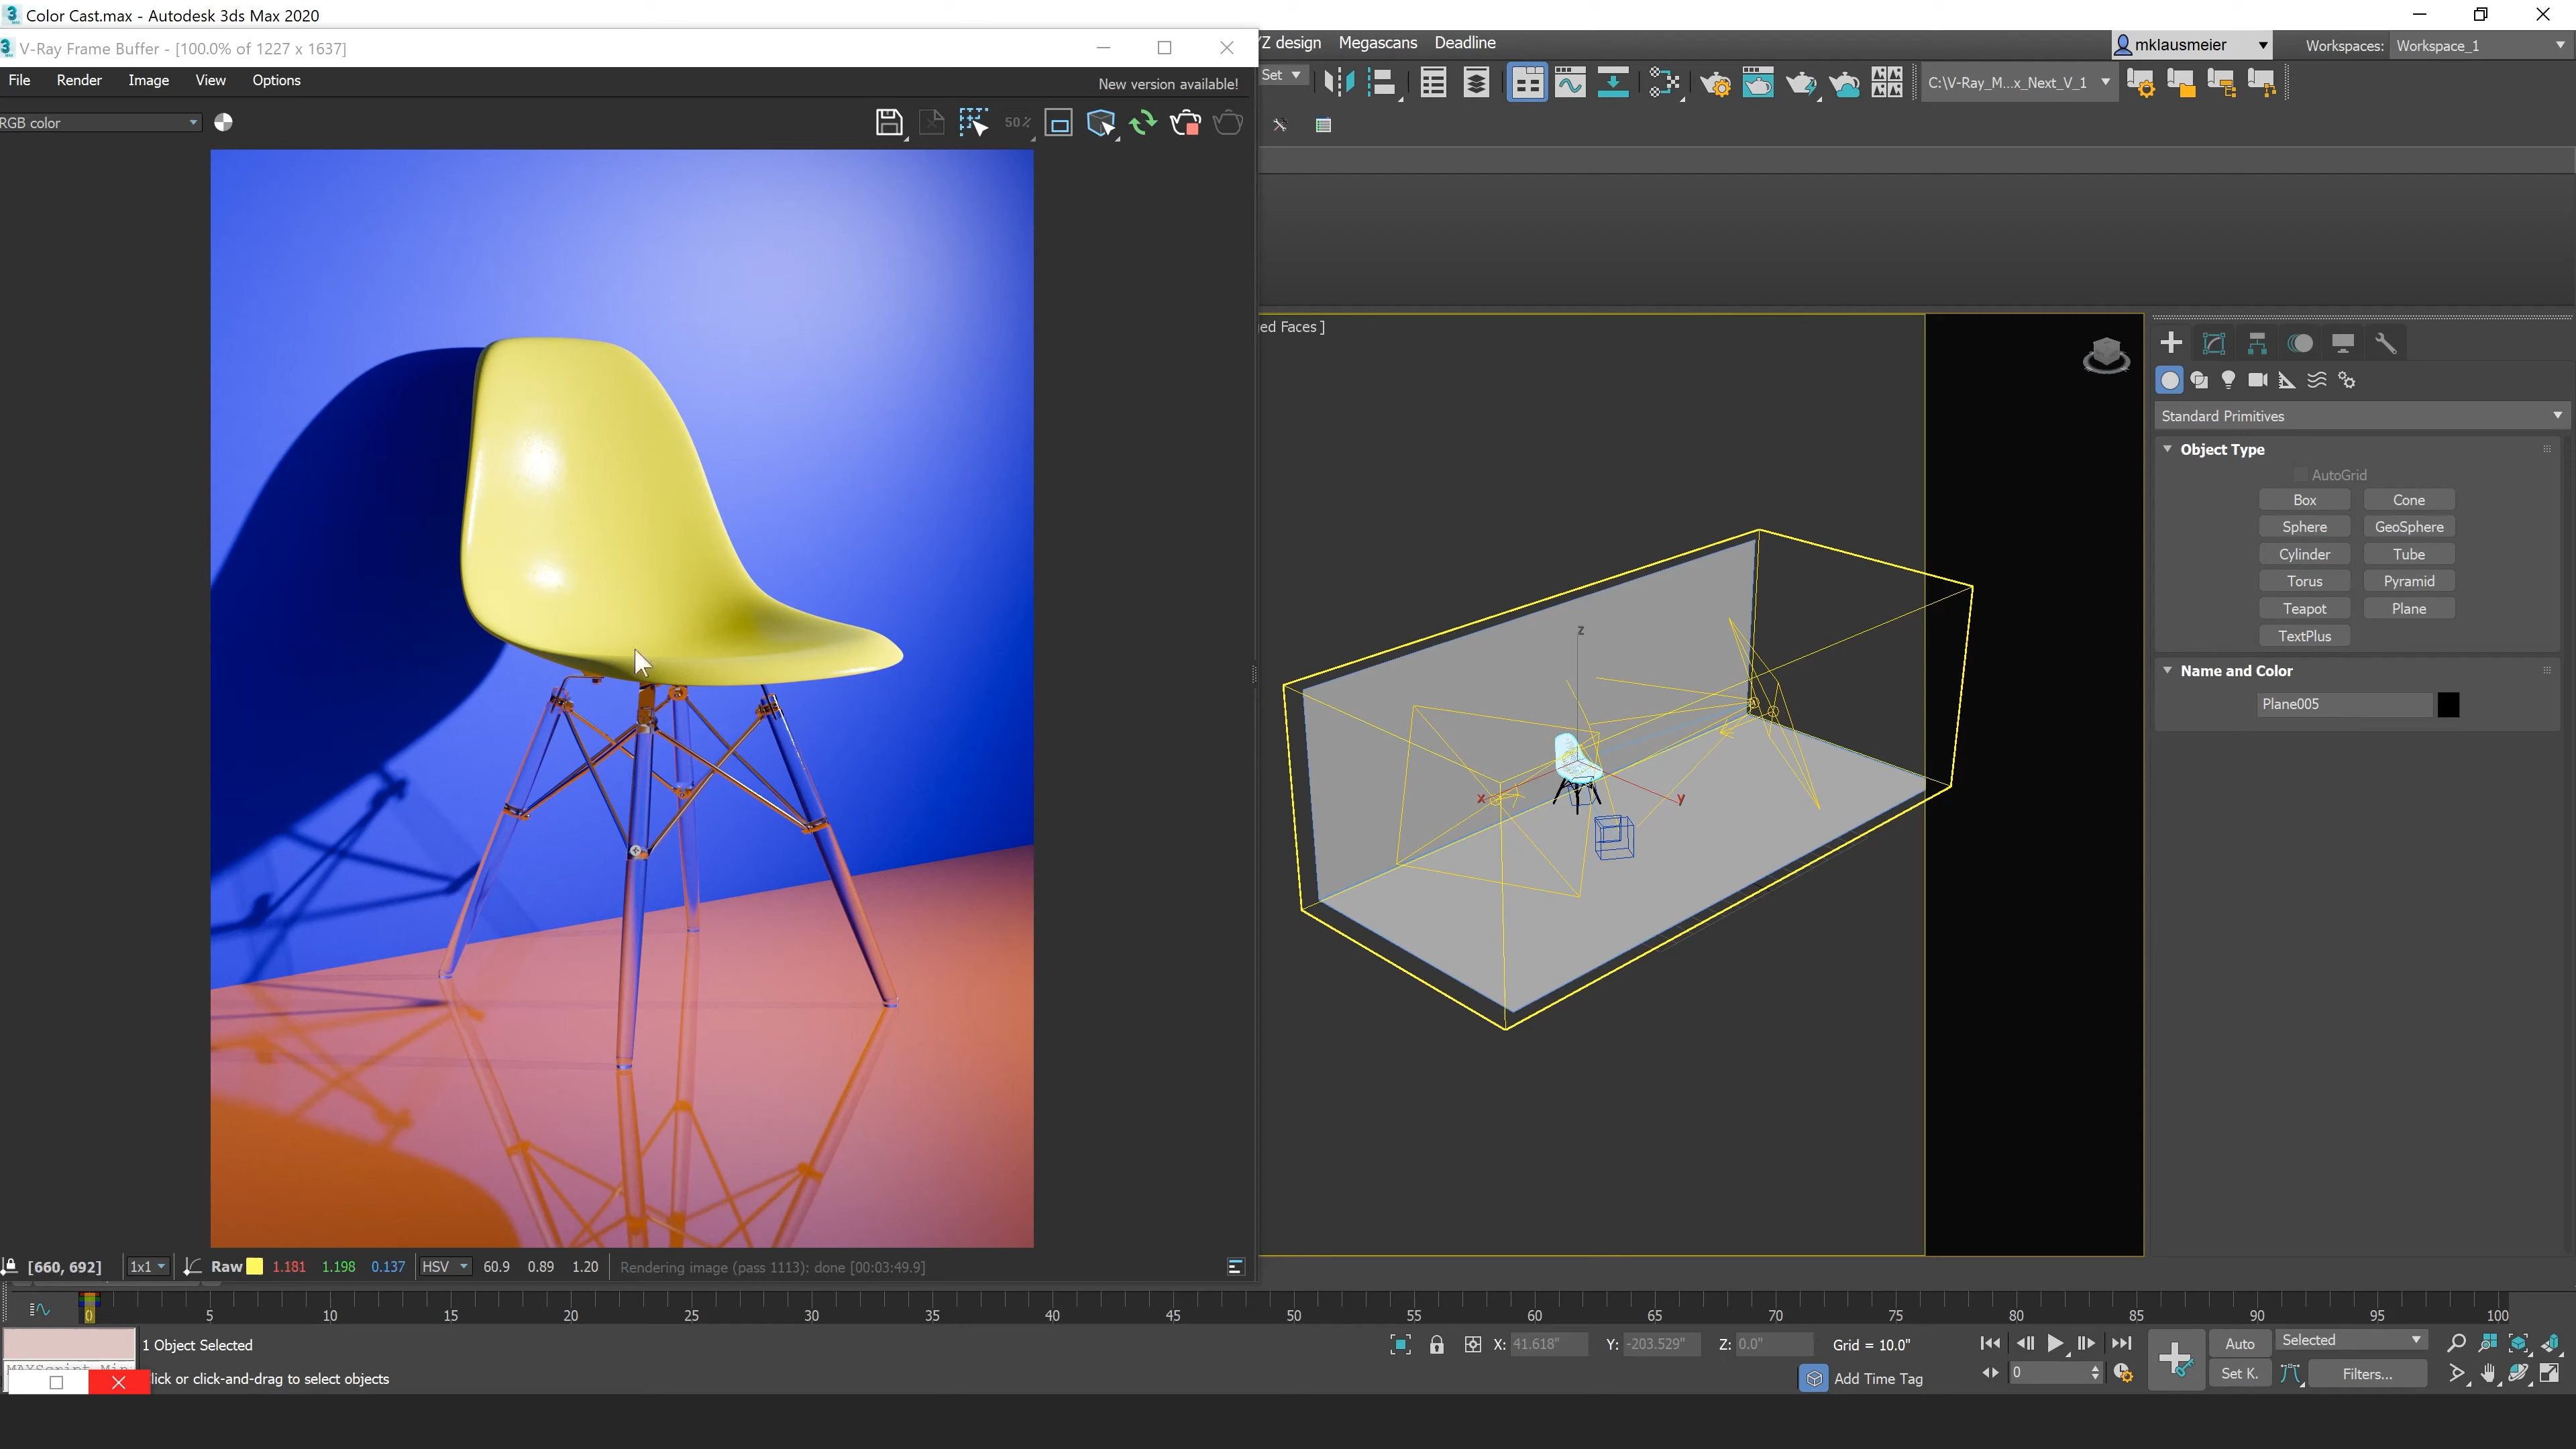 Color Cast.max - Autodesk 3ds Max 2020
V-Ray Frame Buffer - [100.0% of 1227 x 1637]
Z design Megascans Deadline
mklausmeier
Workspaces: Workspace_1
File Render Image View Options
New version available!
Set
C:\V-Ray_M...x_Next_V_1
RGB color
50%
ed Faces ]
Standard Primitives
Object Type
AutoGrid
Box Cone
Sphere GeoSphere
Cylinder Tube
Torus Pyramid
Teapot Plane
TextPlus
Name and Color
Plane005
z
x
y
[660, 692] 1x1 Raw 1.181 1.198 0.137 HSV 60.9 0.89 1.20 Rendering image (pass 1113): done [00:03:49.9]
0 5 10 15 20 25 30 35 40 45 50 55 60 65 70 75 80 85 90 95 100
1 Object Selected
X: 41.618" Y: -203.529" Z: 0.0" Grid = 10.0"
Auto Selected
MAXScript Min
lick or click-and-drag to select objects
Add Time Tag
0
Set K. Filters...